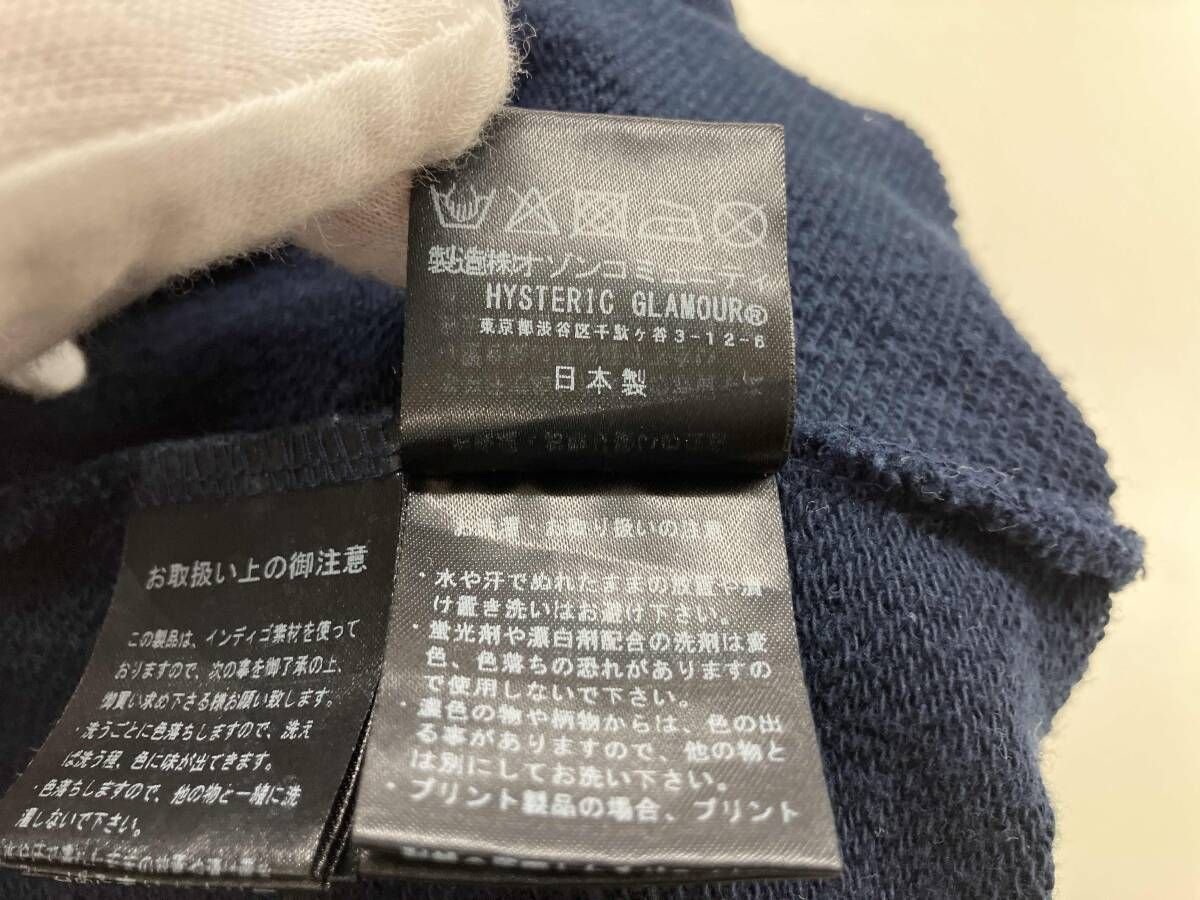 製造㈱オゾンコミュニティ
HYSTERIC GLAMOUR®
東京都渋谷区千駄ケ谷3-12-6
日本製
お洗濯・お取り扱いの注意
・水や汗でぬれたままの放置や漬
け置き洗いはお避け下さい。
・蛍光剤や漂白剤配合の洗剤は変
色、色落ちの恐れがありますの
で使用しないで下さい。
・濃色の物や柄物からは、色の出
る事がありますので、他の物と
は別にしてお洗い下さい。
・プリント製品の場合、プリント
お取扱い上の御注意
この製品は、インディゴ素材を使って
おりますので、次の事を御了承の上、
御買い求め下さる様お願い致します。
・洗うごとに色落ちしますので、洗え
ば洗う程、色に味が出てきます。
・色落ちしますので、他の物と一緒に洗
濯しないで下さい。